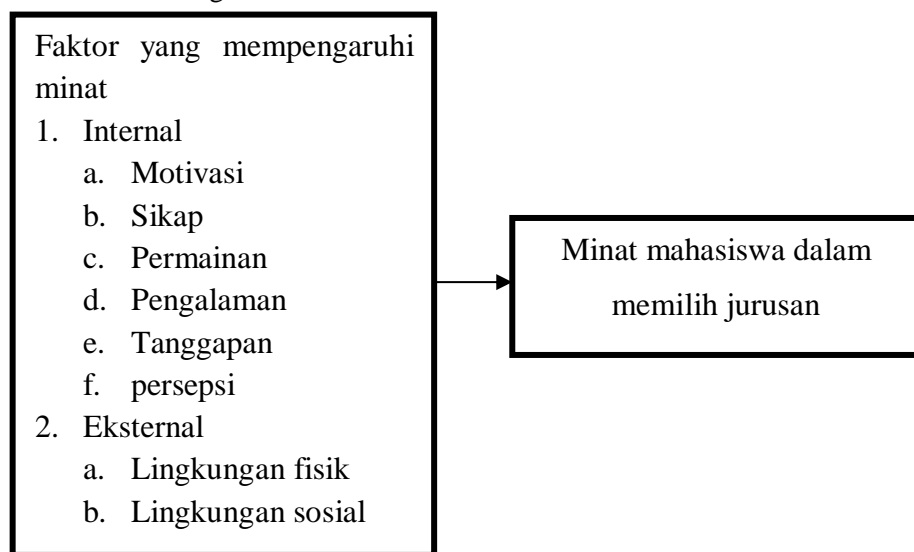 Faktor yang mempengaruhi
minat
1. Internal
a. Motivasi
b. Sikap
c. Permainan
d. Pengalaman
e. Tanggapan
f. persepsi
2. Eksternal
a. Lingkungan fisik
b. Lingkungan sosial
Minat mahasiswa dalam
memilih jurusan